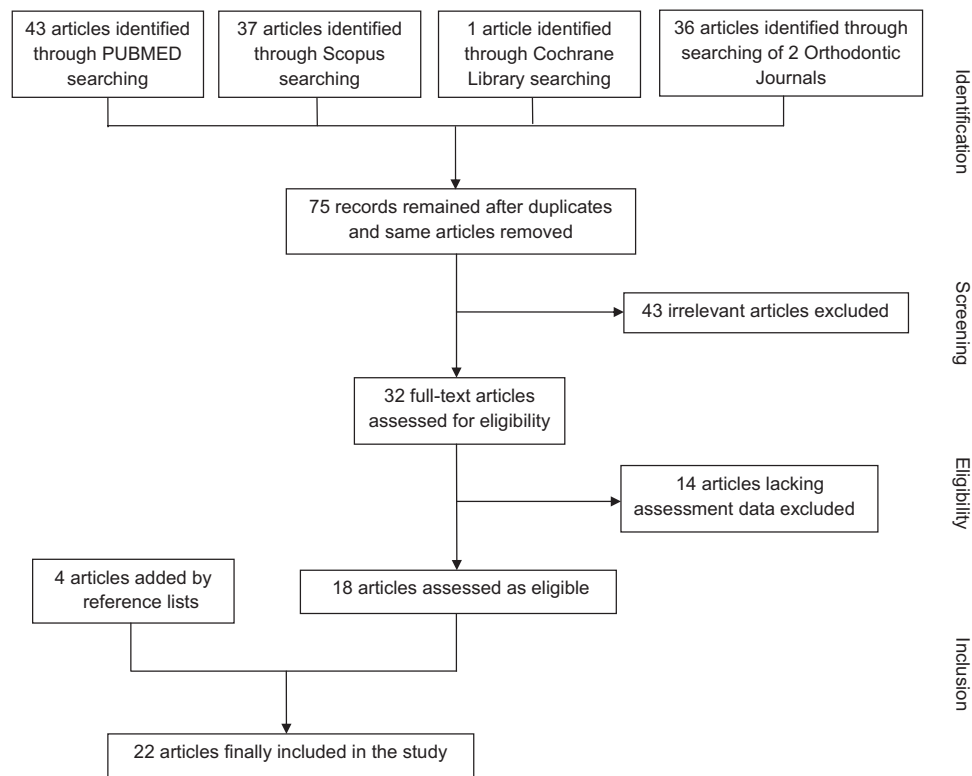 43 articles identified
through PUBMED
searching
37 articles identified
through Scopus
searching
1 article identified
through Cochrane
Library searching
36 articles identified through
searching of 2 Orthodontic
Journals
Identification
75 records remained after duplicates
and same articles removed
Screening
43 irrelevant articles excluded
32 full-text articles
assessed for eligibility
Eligibility
14 articles lacking
assessment data excluded
4 articles added by
reference lists
18 articles assessed as eligible
Inclusion
22 articles finally included in the study